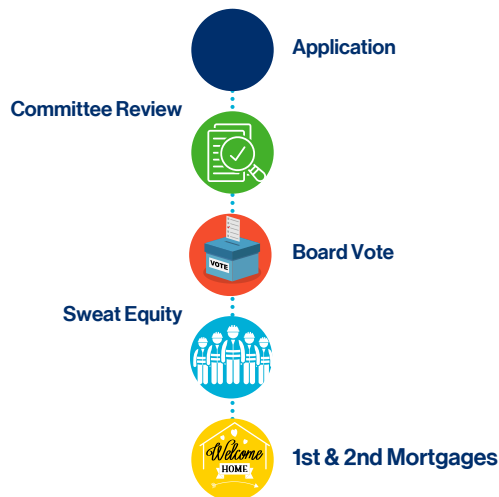 Application
Committee Review
VOTE
Board Vote
Sweat Equity
Welcome
HOME
1st & 2nd Mortgages